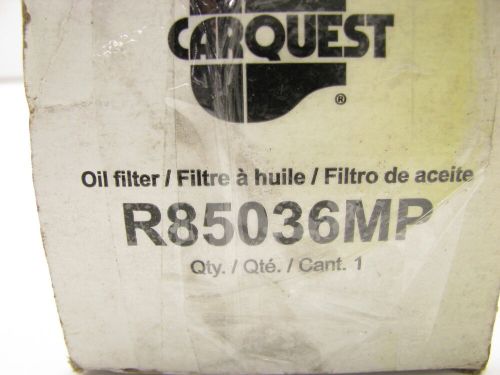 CARQUEST
®
Oil filter / Filtre à huile / Filtro de aceite
R85036MP
Qty. / Qté. / Cant. 1